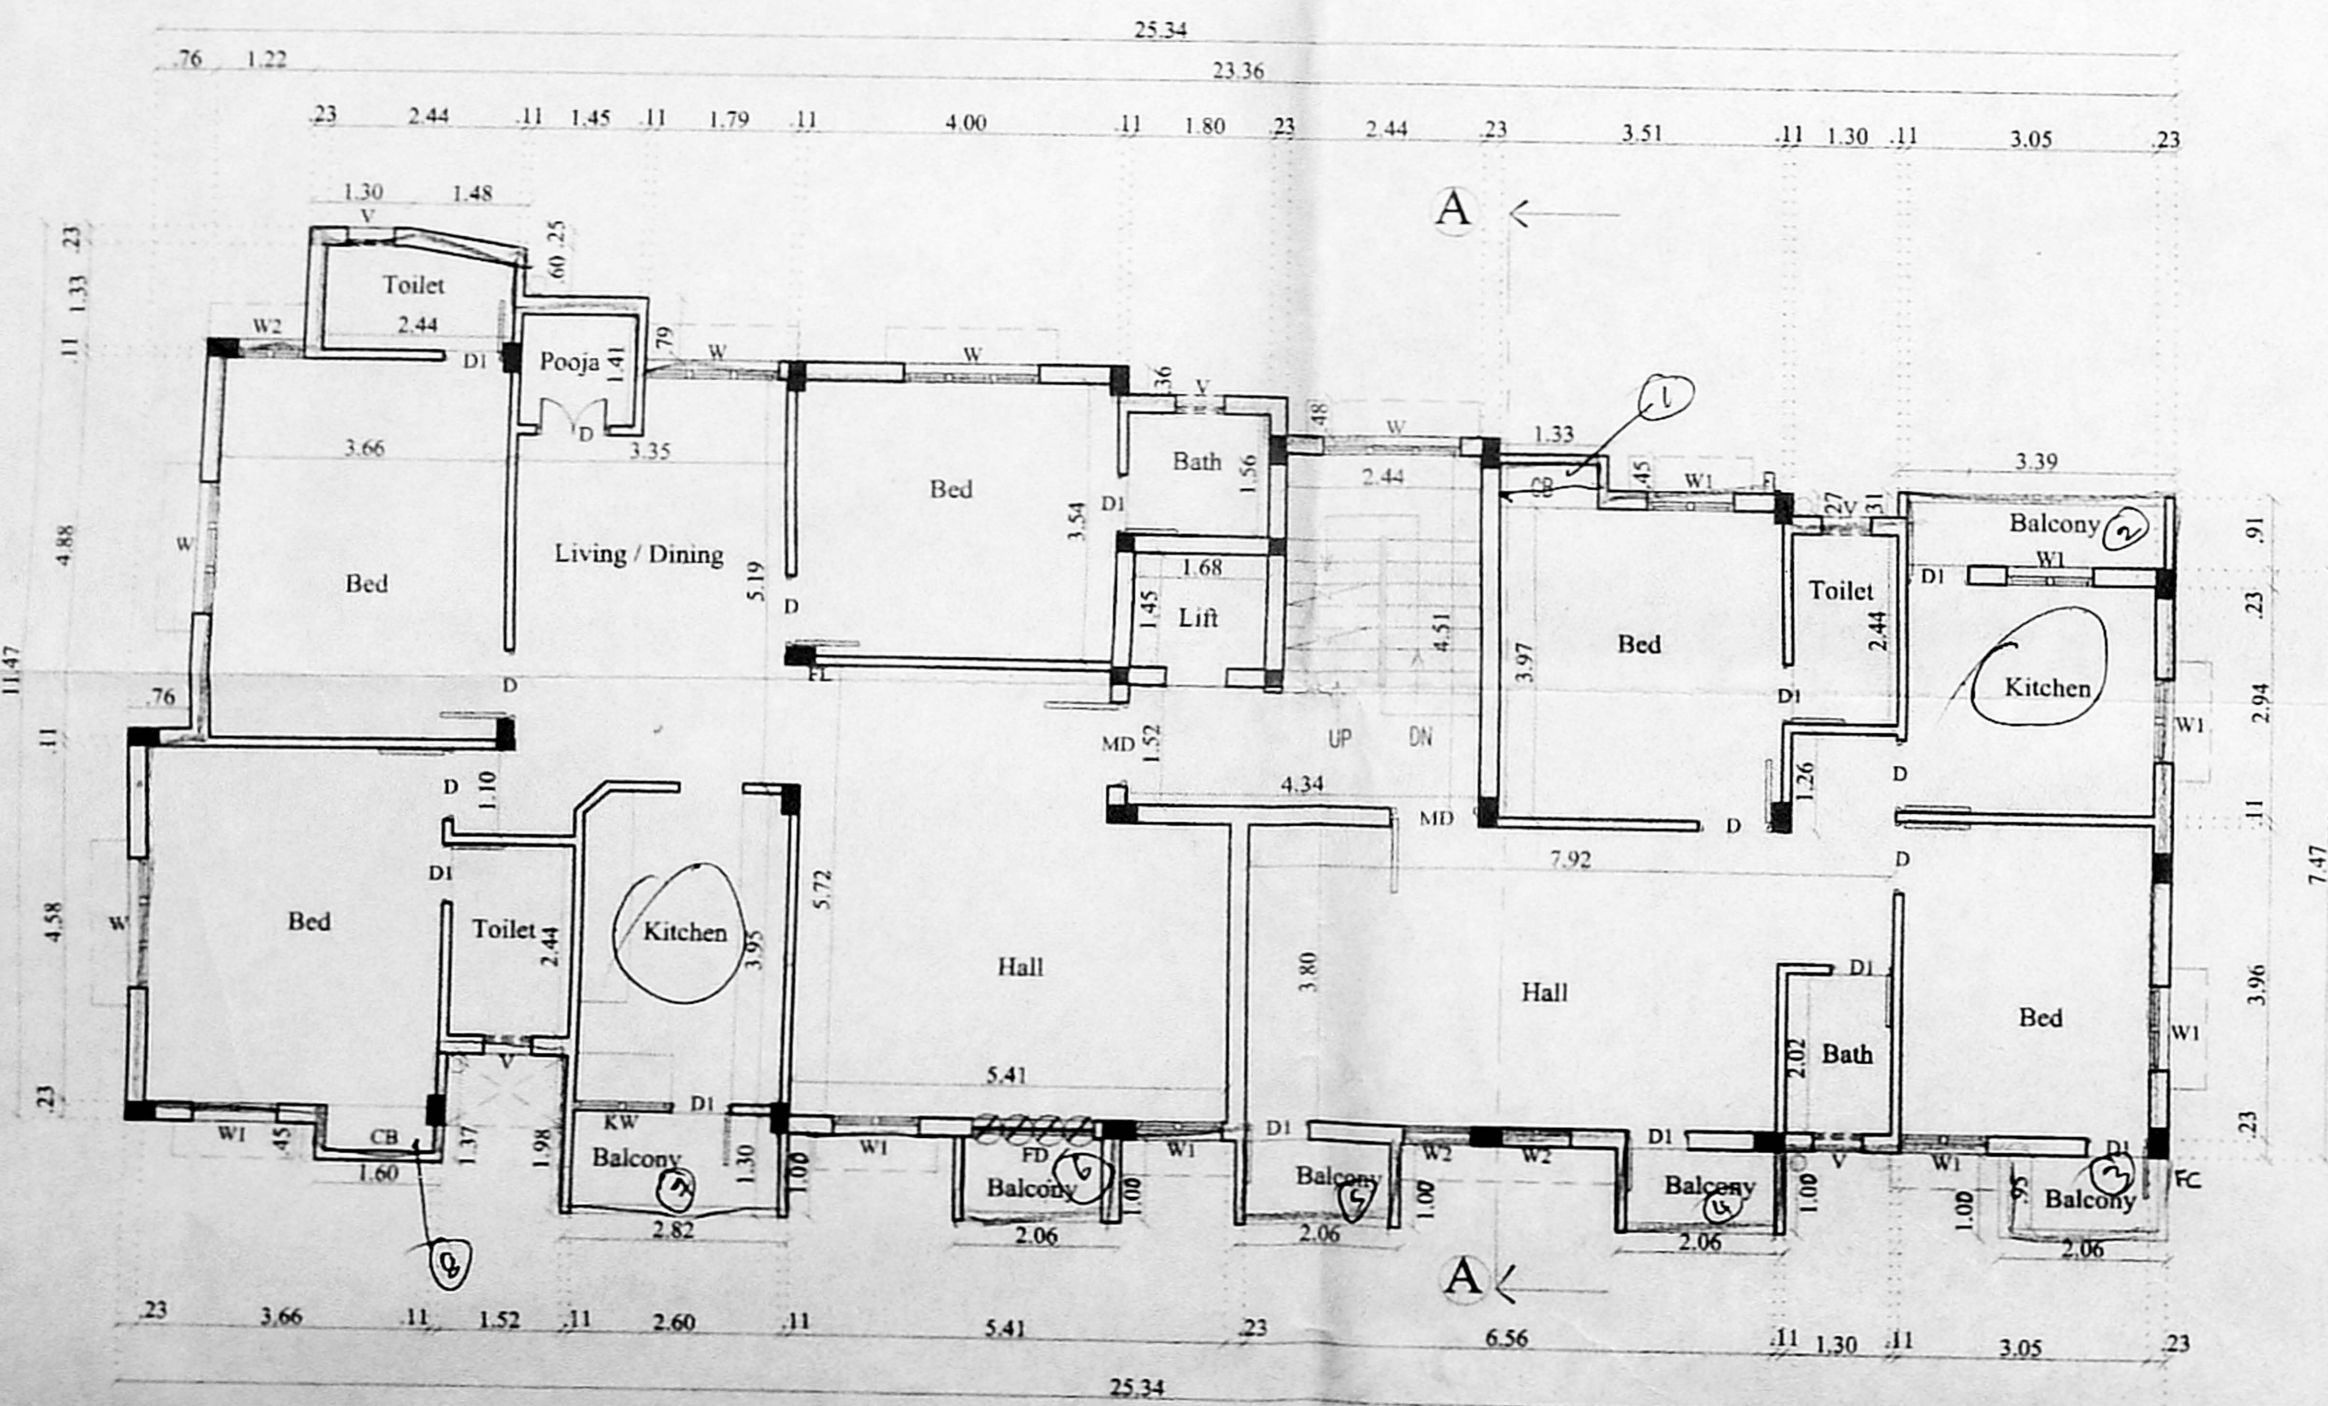 25.34
.76 1.22 23.36
.23 2.44 .11 1.45 .11 1.79 .11 4.00 .11 1.80 .23 2.44 .23 3.51 .11 1.30 .11 3.05 .23
1.30 1.48
A
V
.23 .25
.60
1.33
Toilet
2.44
W2
.11
D1
Pooja
1.41
.79
W
W
.36
V
.48
W
1.33
1
.45
W1
.27
V
.31
3.39
D
3.66
3.35
Bath
1.56
2.44
CB
Balcony 2
.91
Bed
3.54
D1
4.88
W
Living / Dining
5.19
Bed
1.68
W1
D1
Toilet
2.44
D
1.45
Lift
4.51
3.97
Bed
.23
11.47
FL
.76
D
Kitchen
2.94
W1
D1
.11
MD
1.52
UP DN
D
1.10
4.34
D
1.26
MD
D
.11
7.92
D
D1
5.72
7.47
4.58
W
Bed
Toilet
2.44
Kitchen
3.95
Hall
3.80
Hall
D1
3.96
Bed
W1
2.02
Bath
5.41
V
.23
W1
.45
CB
1.37
1.98
KW
D1
Balcony
7
1.30
1.00
W1
FD
6
Balcony
1.00
W1
D1
Balcony
5
W2
1.00
W2
D1
Balcony
4
1.00
V
W1
1.00
.95
D1
3
Balcony
FC
.23
1.60
2.82
2.06
2.06
2.06
2.06
8
A
.23 3.66 .11 1.52 .11 2.60 .11 5.41 .23 6.56 .11 1.30 .11 3.05 .23
25.34